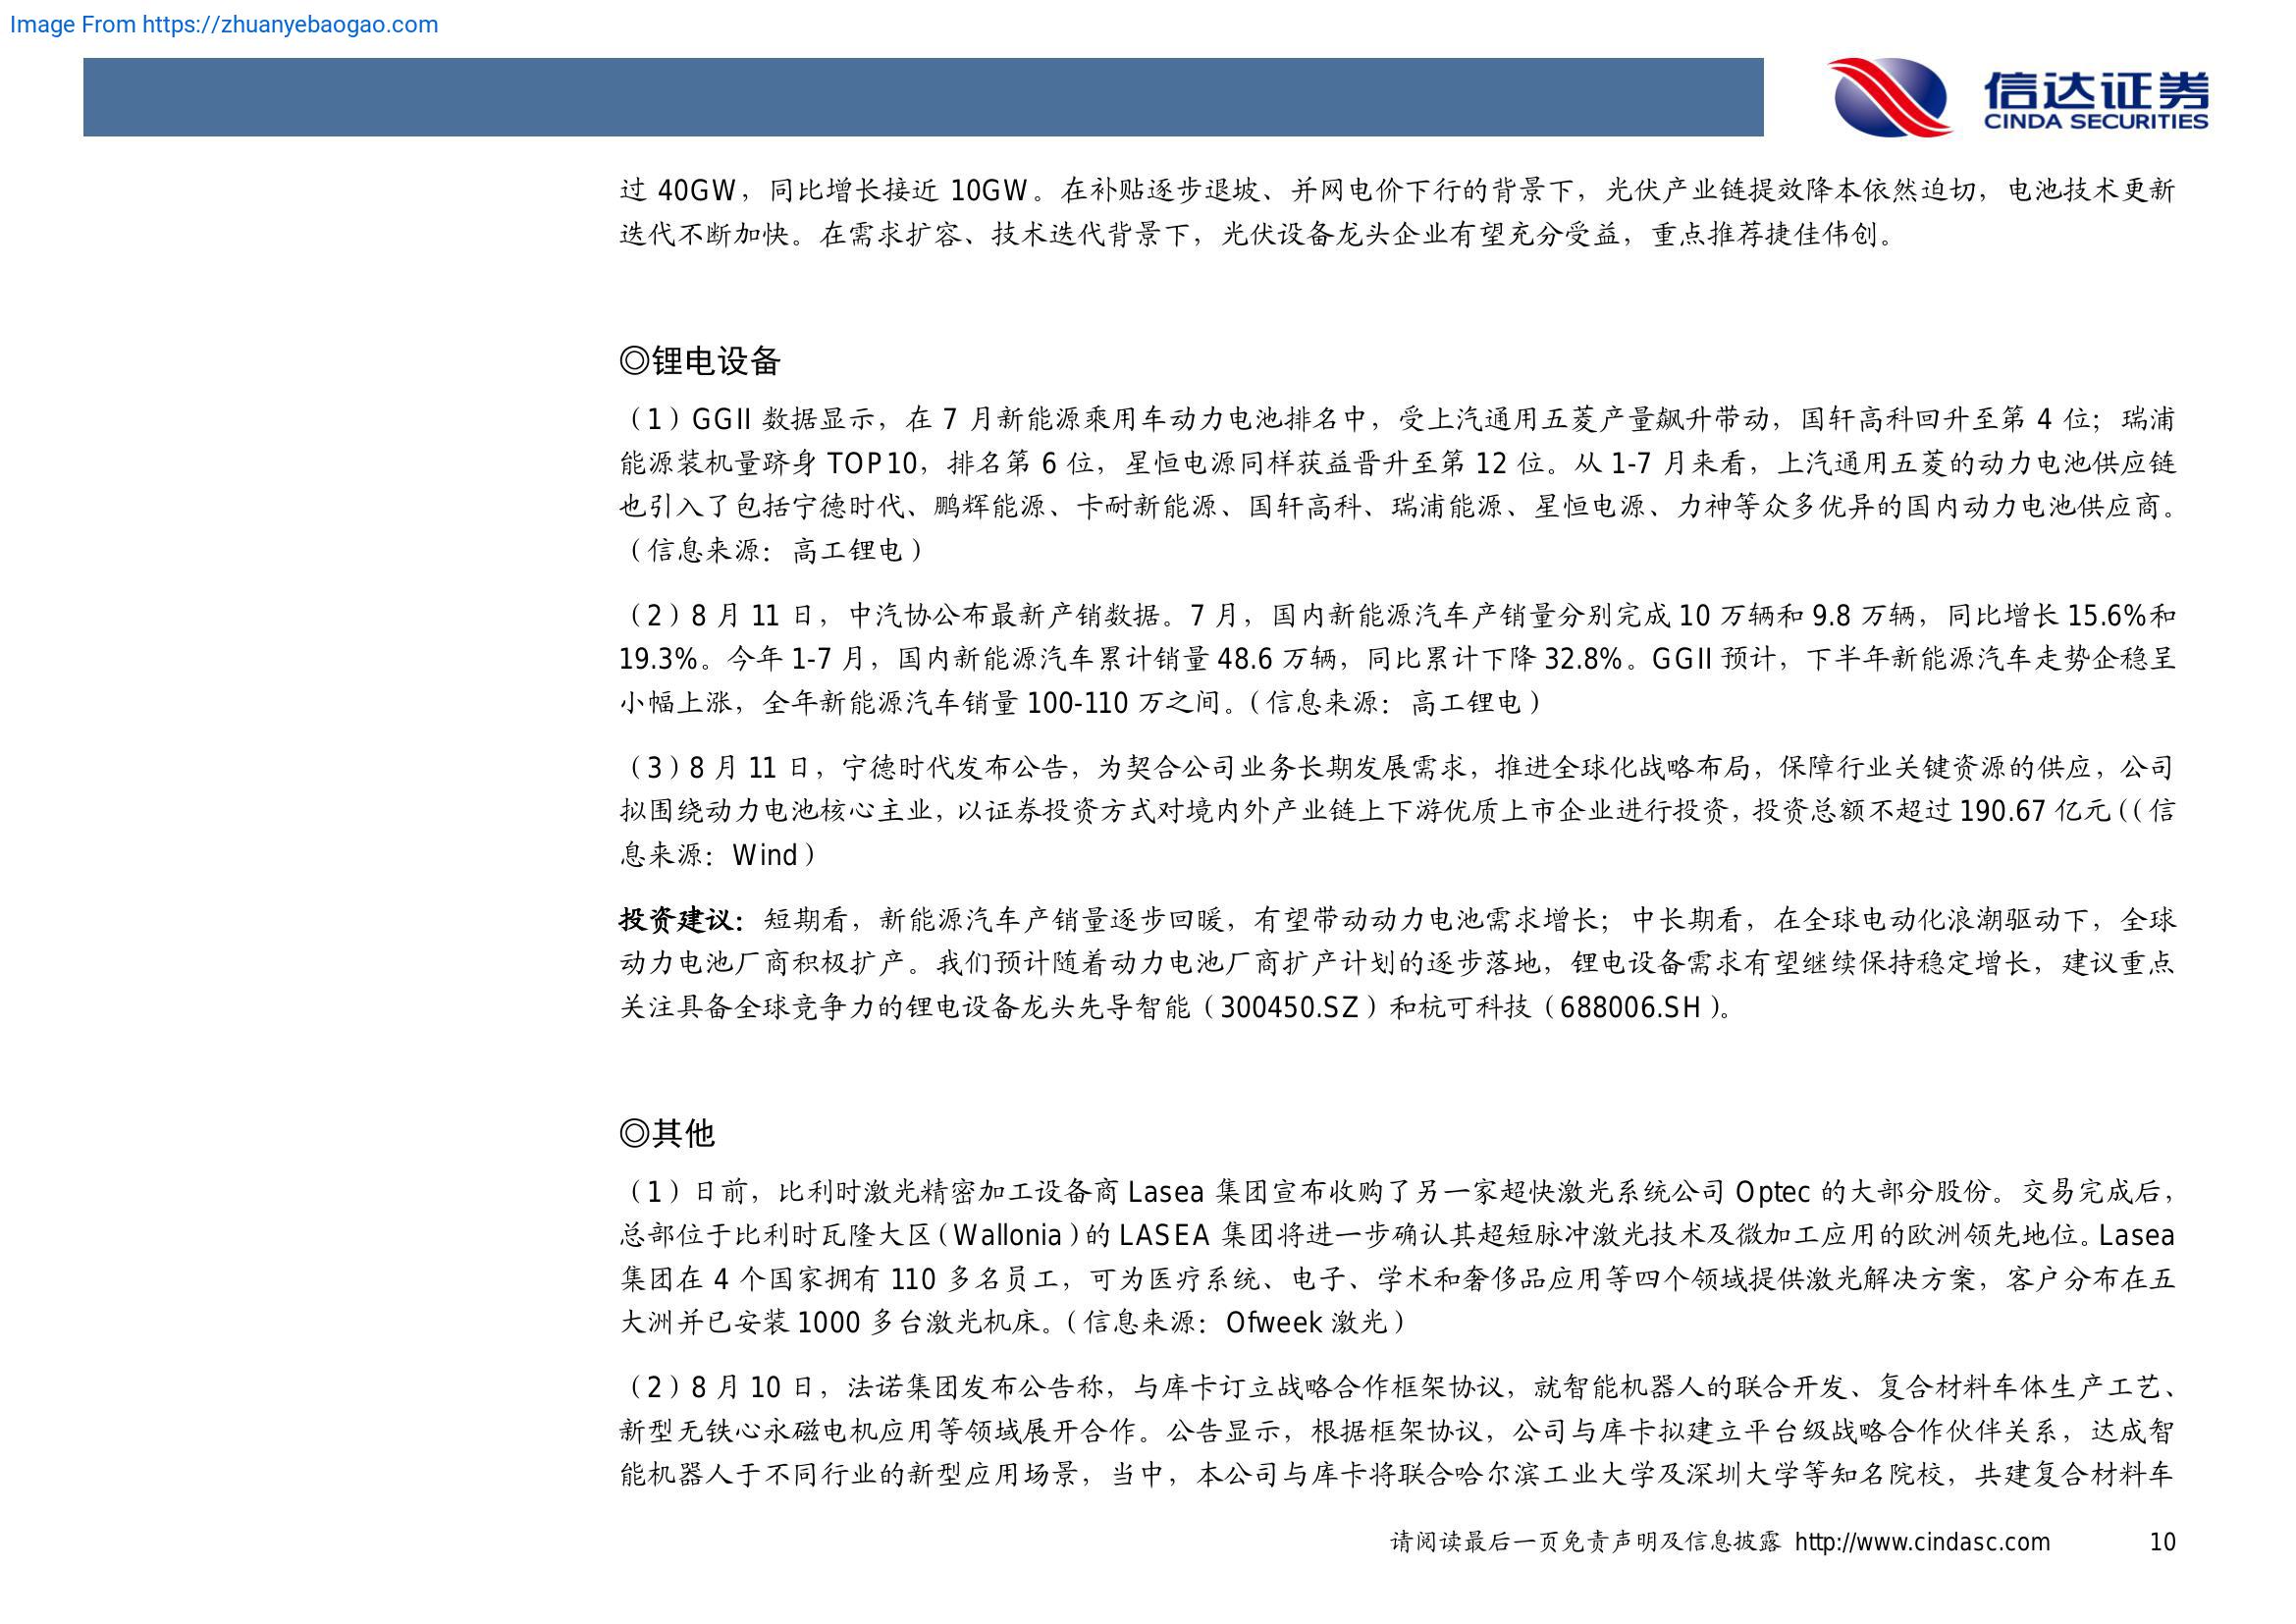 Image From https://zhuanyebaogao.com
信达证券
CINDA SECURITIES
过 40GW，同比增长接近 10GW。在补贴逐步退坡、并网电价下行的背景下，光伏产业链提效降本依然迫切，电池技术更新
迭代不断加快。在需求扩容、技术迭代背景下，光伏设备龙头企业有望充分受益，重点推荐捷佳伟创。
◎锂电设备
（1）GGII 数据显示，在 7 月新能源乘用车动力电池排名中，受上汽通用五菱产量飙升带动，国轩高科回升至第 4 位；瑞浦
能源装机量跻身 TOP10，排名第 6 位，星恒电源同样获益晋升至第 12 位。从 1-7 月来看，上汽通用五菱的动力电池供应链
也引入了包括宁德时代、鹏辉能源、卡耐新能源、国轩高科、瑞浦能源、星恒电源、力神等众多优异的国内动力电池供应商。
（信息来源：高工锂电）
（2）8 月 11 日，中汽协公布最新产销数据。7 月，国内新能源汽车产销量分别完成 10 万辆和 9.8 万辆，同比增长 15.6%和
19.3%。今年 1-7 月，国内新能源汽车累计销量 48.6 万辆，同比累计下降 32.8%。GGII 预计，下半年新能源汽车走势企稳呈
小幅上涨，全年新能源汽车销量 100-110 万之间。（信息来源：高工锂电）
（3）8 月 11 日，宁德时代发布公告，为契合公司业务长期发展需求，推进全球化战略布局，保障行业关键资源的供应，公司
拟围绕动力电池核心主业，以证券投资方式对境内外产业链上下游优质上市企业进行投资，投资总额不超过 190.67 亿元（（信
息来源：Wind）
投资建议：短期看，新能源汽车产销量逐步回暖，有望带动动力电池需求增长；中长期看，在全球电动化浪潮驱动下，全球
动力电池厂商积极扩产。我们预计随着动力电池厂商扩产计划的逐步落地，锂电设备需求有望继续保持稳定增长，建议重点
关注具备全球竞争力的锂电设备龙头先导智能（300450.SZ）和杭可科技（688006.SH）。
◎其他
（1）日前，比利时激光精密加工设备商 Lasea 集团宣布收购了另一家超快激光系统公司 Optec 的大部分股份。交易完成后，
总部位于比利时瓦隆大区（Wallonia）的 LASEA 集团将进一步确认其超短脉冲激光技术及微加工应用的欧洲领先地位。Lasea
集团在 4 个国家拥有 110 多名员工，可为医疗系统、电子、学术和奢侈品应用等四个领域提供激光解决方案，客户分布在五
大洲并已安装 1000 多台激光机床。（信息来源：Ofweek 激光）
（2）8 月 10 日，法诺集团发布公告称，与库卡订立战略合作框架协议，就智能机器人的联合开发、复合材料车体生产工艺、
新型无铁心永磁电机应用等领域展开合作。公告显示，根据框架协议，公司与库卡拟建立平台级战略合作伙伴关系，达成智
能机器人于不同行业的新型应用场景，当中，本公司与库卡将联合哈尔滨工业大学及深圳大学等知名院校，共建复合材料车
请阅读最后一页免责声明及信息披露 http://www.cindasc.com 10